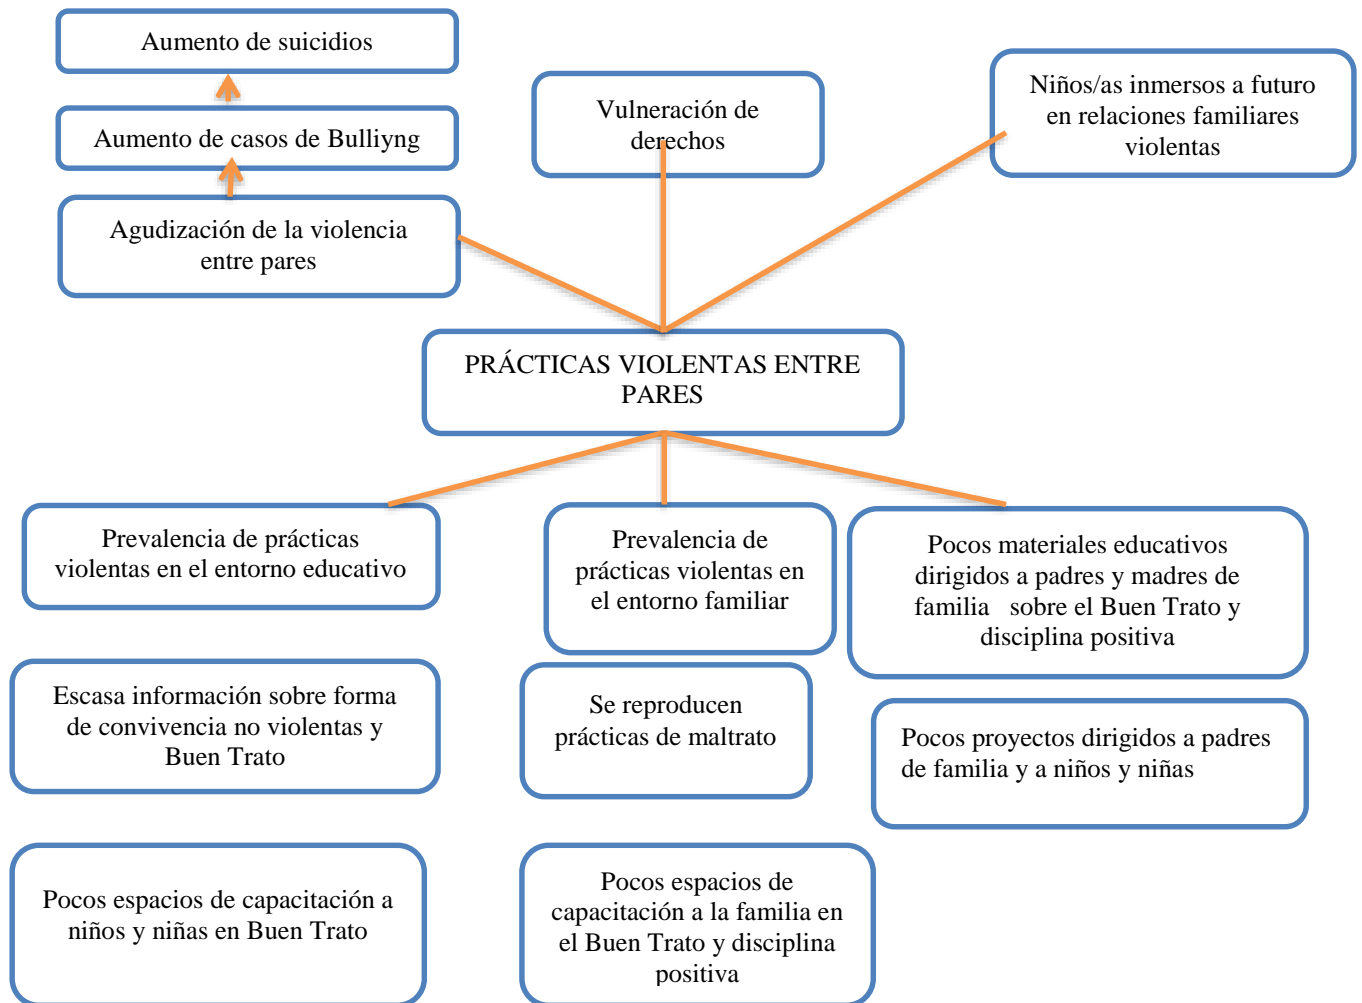 Aumento de suicidios
Aumento de casos de Bulliyng
Agudización de la violencia
entre pares
Vulneración de
derechos
Niños/as inmersos a futuro
en relaciones familiares
violentas
PRÁCTICAS VIOLENTAS ENTRE
PARES
Prevalencia de prácticas
violentas en el entorno educativo
Prevalencia de
prácticas violentas en
el entorno familiar
Pocos materiales educativos
dirigidos a padres y madres de
familia sobre el Buen Trato y
disciplina positiva
Escasa información sobre forma
de convivencia no violentas y
Buen Trato
Se reproducen
prácticas de maltrato
Pocos proyectos dirigidos a padres
de familia y a niños y niñas
Pocos espacios de capacitación a
niños y niñas en Buen Trato
Pocos espacios de
capacitación a la familia en
el Buen Trato y disciplina
positiva